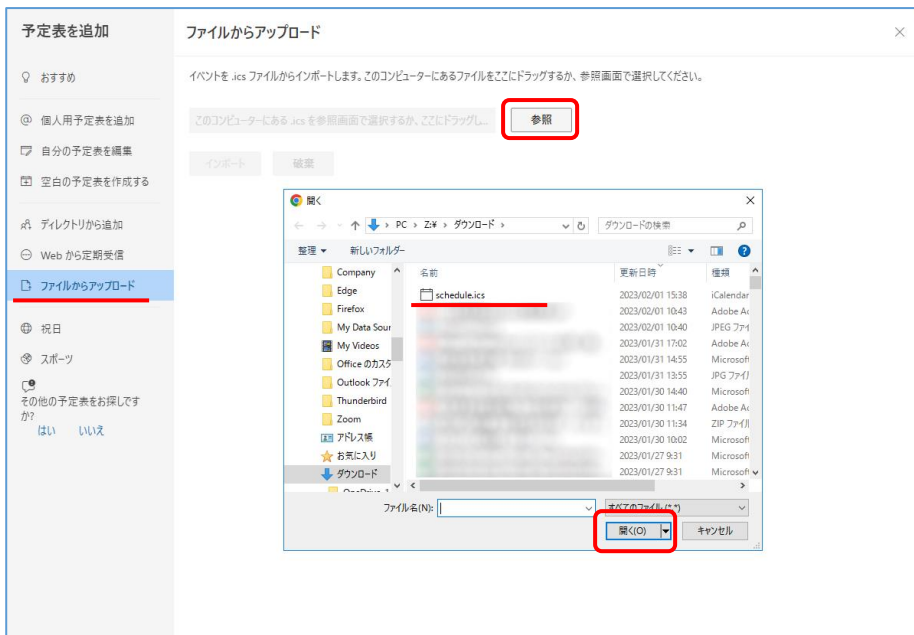 予定表を追加
おすすめ
個人用予定表を追加
自分の予定表を編集
空白の予定表を作成する
ディレクトリから追加
Web から定期受信
ファイルからアップロード
祝日
スポーツ
その他の予定表をお探しです
か?
はい いいえ
ファイルからアップロード
イベントを .ics ファイルからインポートします。このコンピューターにあるファイルをここにドラッグするか、参照画面で選択してください。
このコンピューターにある .ics を参照画面で選択するか、ここにドラッグし... 参照
インポート 破棄
開く
PC › Z:¥ › ダウンロード › ダウンロードの検索
整理 新しいフォルダー
Company
Edge
Firefox
My Data Sour
My Videos
Office のカスタ
Outlook ファイ
Thunderbird
Zoom
アドレス帳
お気に入り
ダウンロード
名前 更新日時 種類
schedule.ics 2023/02/01 15:38 iCalendar
2023/02/01 10:43 Adobe Ac
2023/02/01 10:40 JPEG ファイ
2023/01/31 17:02 Adobe Ac
2023/01/31 14:55 Microsoft
2023/01/31 13:55 JPG ファイ
2023/01/30 14:40 Microsoft
2023/01/30 11:47 Adobe Ac
2023/01/30 11:34 ZIP ファイル
2023/01/30 10:02 Microsoft
2023/01/27 9:31 Microsoft
2023/01/27 9:31 Microsoft
ファイル名(N): すべてのファイル (*.*)
開く(O) キャンセル